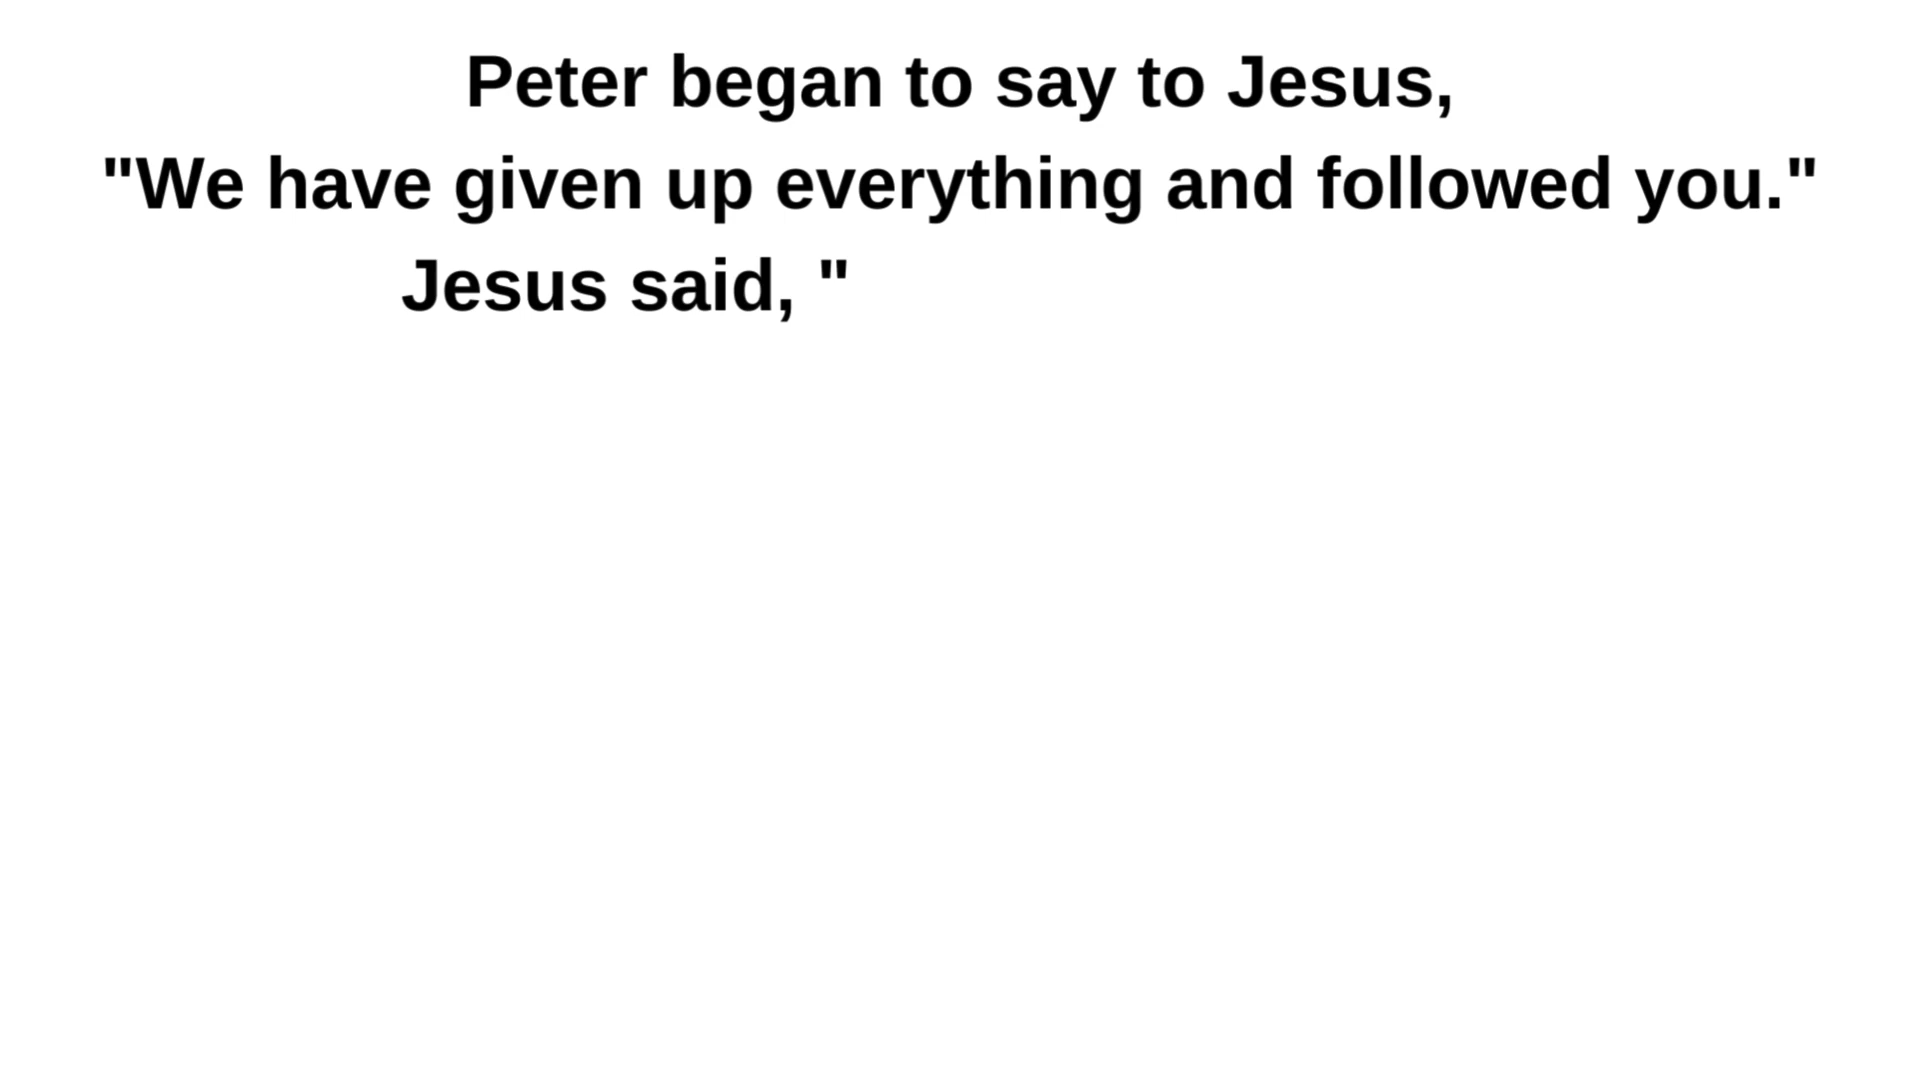 Peter began to say to Jesus,
"We have given up everything and followed you."
Jesus said, "